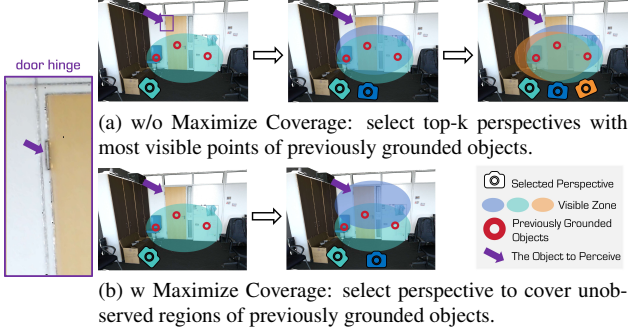 door hinge
(a) w/o Maximize Coverage: select top-k perspectives with
most visible points of previously grounded objects.
Selected Perspective
Visible Zone
Previously Grounded
Objects
The Object to Perceive
(b) w Maximize Coverage: select perspective to cover unob-
served regions of previously grounded objects.